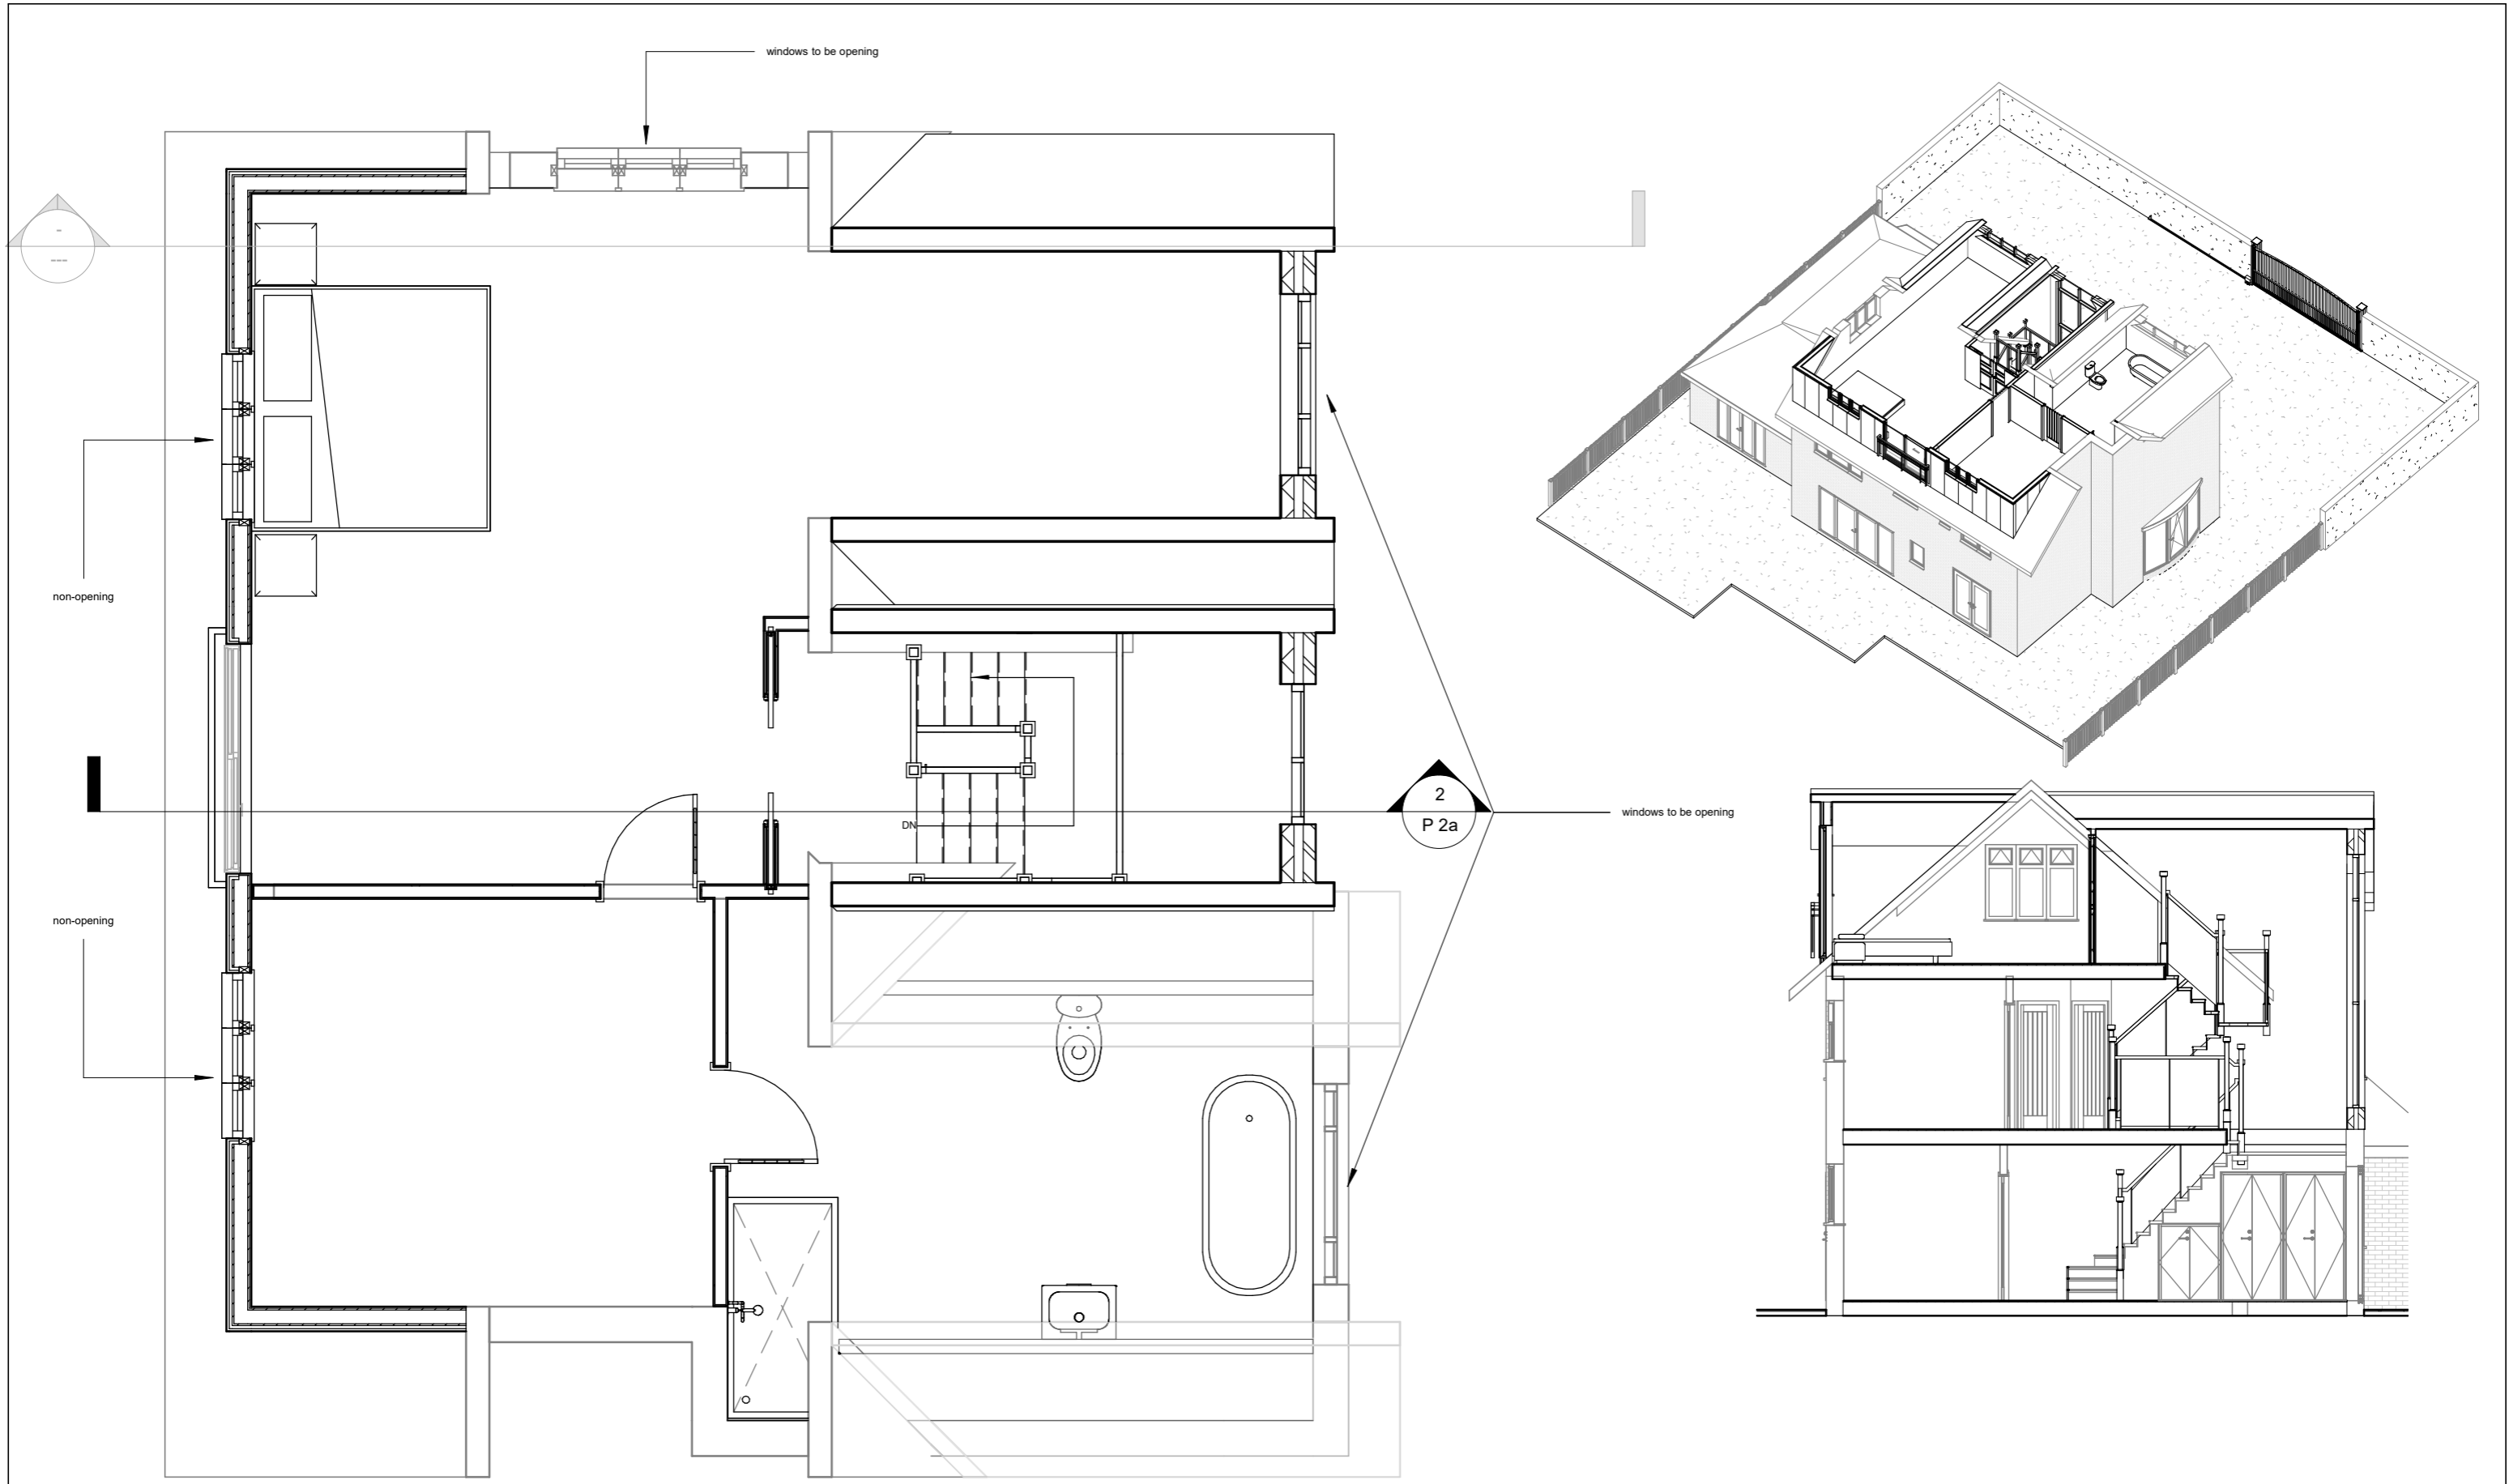 windows to be opening
-
---
non-opening
DN
2
P 2a
windows to be opening
non-opening